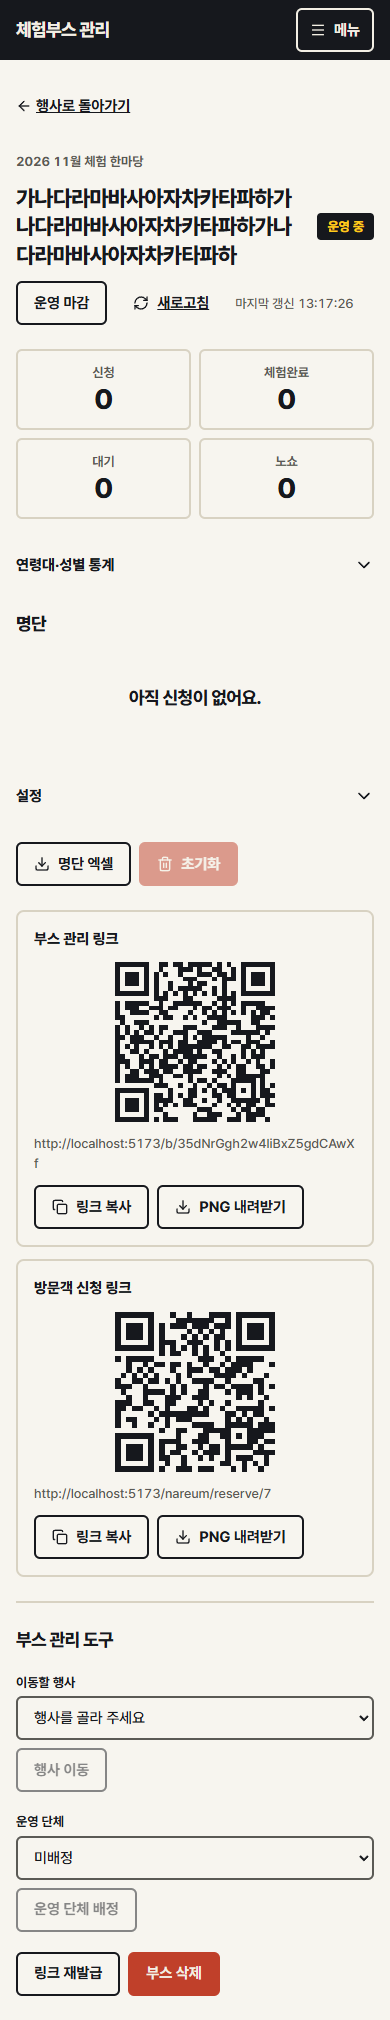 체험부스 관리
메뉴
행사로 돌아가기
2026 11월 체험 한마당
가나다라마바사아자차카타파하가
나다라마바사아자차카타파하가나
다라마바사아자차카타파하
운영 중
운영 마감
새로고침
마지막 갱신 13:17:26
신청
0
체험완료
0
대기
0
노쇼
0
연령대·성별 통계
명단
아직 신청이 없어요.
설정
명단 엑셀
초기화
부스 관리 링크
http://localhost:5173/b/35dNrGgh2w4liBxZ5gdCAwX
f
링크 복사
PNG 내려받기
방문객 신청 링크
http://localhost:5173/nareum/reserve/7
링크 복사
PNG 내려받기
부스 관리 도구
이동할 행사
행사를 골라 주세요
행사 이동
운영 단체
미배정
운영 단체 배정
링크 재발급
부스 삭제